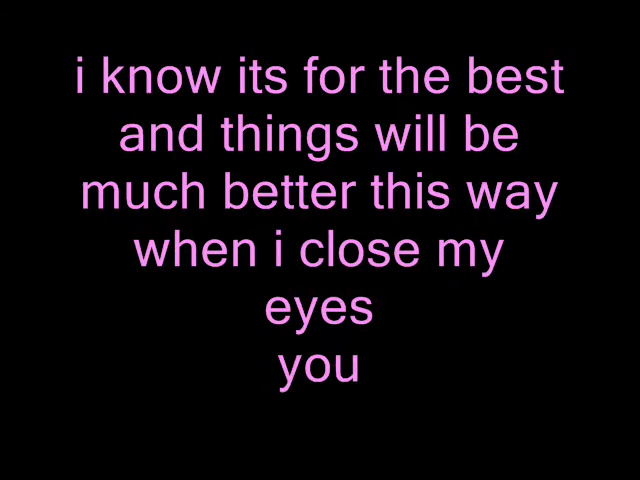 i know its for the best
and things will be
much better this way
when i close my
eyes
you